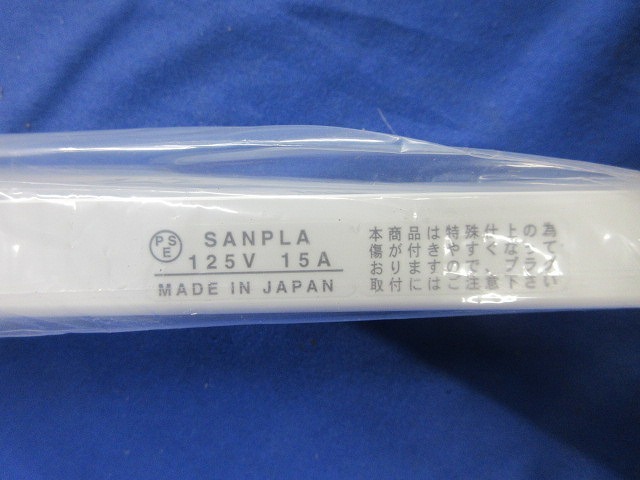 PSE SANPLA
125V 15A
MADE IN JAPAN
本商品は特殊仕上の為
傷が付きやすくなって
おりますので、プラグ
取付にはご注意下さい